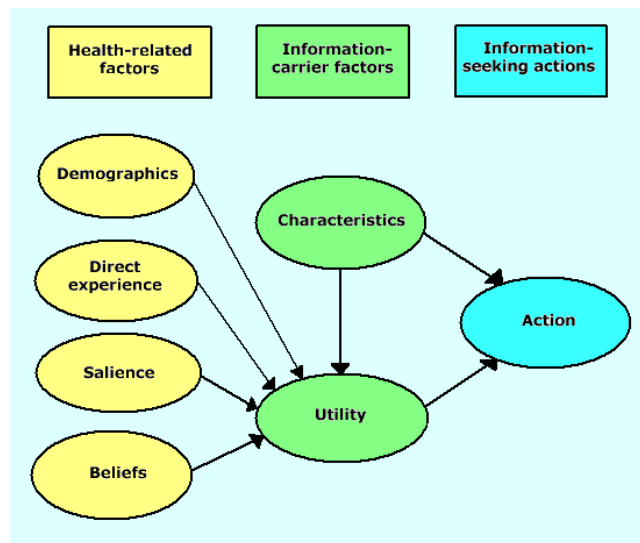 Health-related
factors
Information-
carrier factors
Information-
seeking actions
Demographics
Characteristics
Direct
experience
Action
Salience
Utility
Beliefs